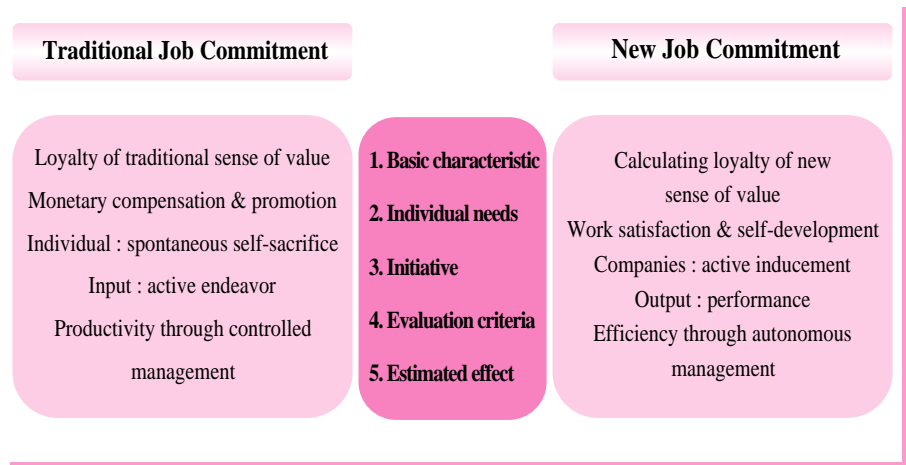 Traditional Job Commitment
New Job Commitment
Loyalty of traditional sense of value
Monetary compensation & promotion
Individual : spontaneous self-sacrifice
Input : active endeavor
Productivity through controlled
management
1. Basic characteristic
2. Individual needs
3. Initiative
4. Evaluation criteria
5. Estimated effect
Calculating loyalty of new
sense of value
Work satisfaction & self-development
Companies : active inducement
Output : performance
Efficiency through autonomous
management